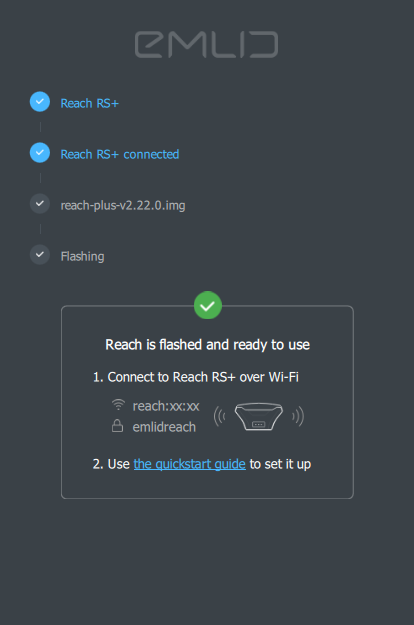 EMLID
Reach RS+
Reach RS+ connected
reach-plus-v2.22.0.img
Flashing
Reach is flashed and ready to use
1. Connect to Reach RS+ over Wi-Fi
reach:xx:xx
emlidreach
2. Use the quickstart guide to set it up